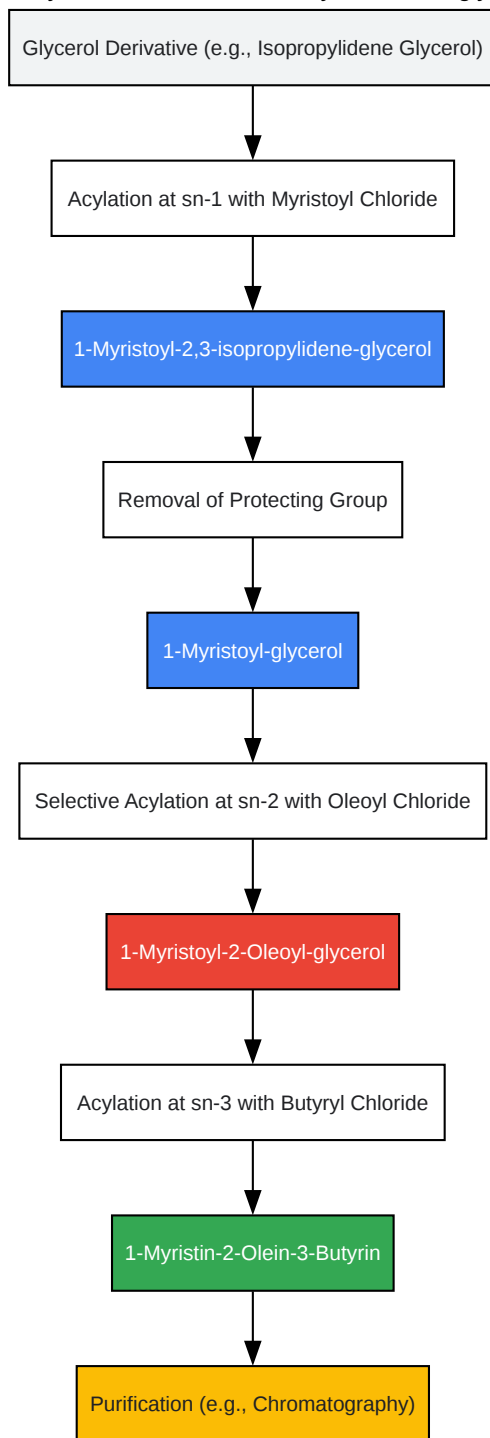 Glycerol Derivative (e.g., Isopropylidene Glycerol)
Acylation at sn-1 with Myristoyl Chloride
1-Myristoyl-2,3-isopropylidene-glycerol
Removal of Protecting Group
1-Myristoyl-glycerol
Selective Acylation at sn-2 with Oleoyl Chloride
1-Myristoyl-2-Oleoyl-glycerol
Acylation at sn-3 with Butyryl Chloride
1-Myristin-2-Olein-3-Butyrin
Purification (e.g., Chromatography)